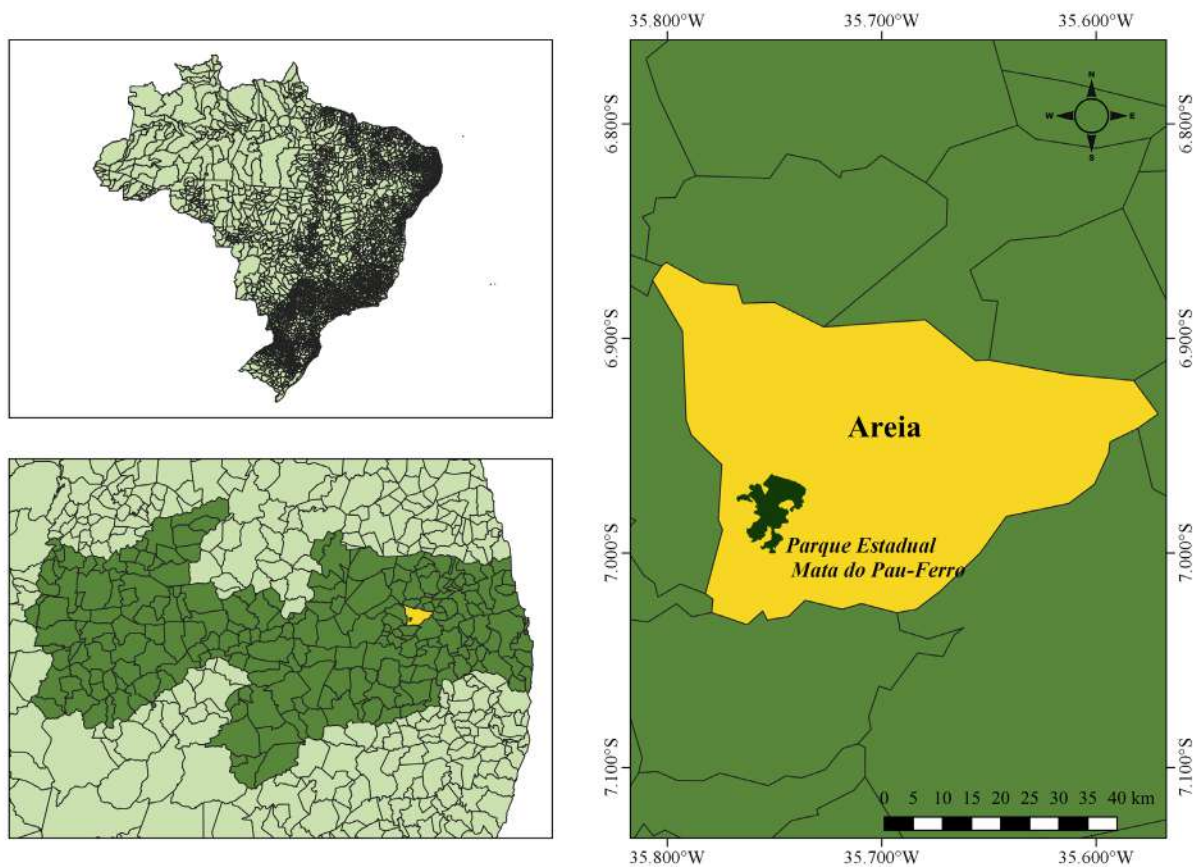 35.800°W 35.700°W 35.600°W
N
W E
S
6.800°S 6.800°S
6.900°S 6.900°S
Areia
7.000°S 7.000°S
Parque Estadual
Mata do Pau-Ferro
7.100°S 7.100°S
0 5 10 15 20 25 30 35 40 km
35.800°W 35.700°W 35.600°W